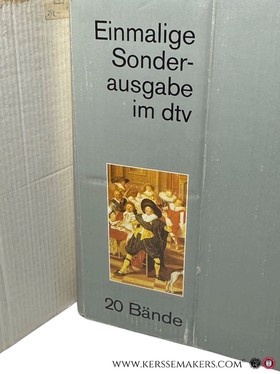 Einmalige
Sonder-
ausgabe
im dtv
20 Bände
WWW.KERSSEMAKERS.COM